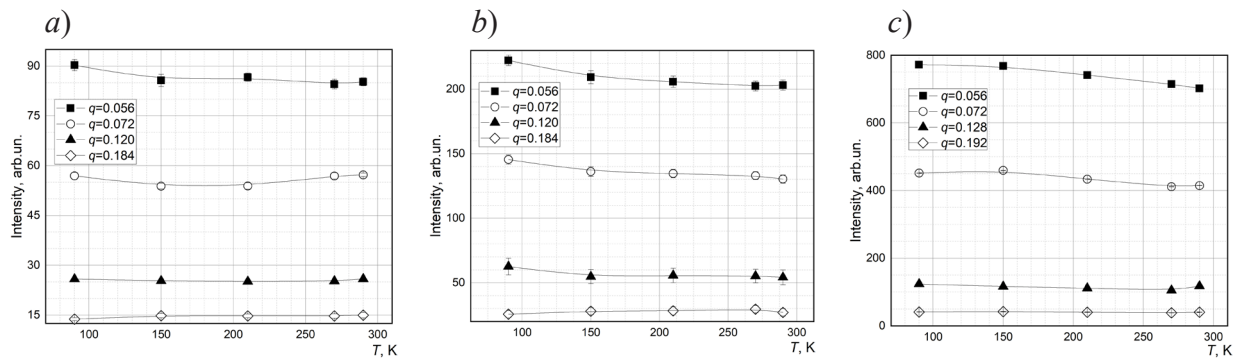 a)
Intensity, arb.un.
90
75
60
45
30
15
q=0.056
q=0.072
q=0.120
q=0.184
100
150
200
250
300
T, K
b)
Intensity, arb.un.
200
150
100
50
q=0.056
q=0.072
q=0.120
q=0.184
100
150
200
250
300
T, K
c)
Intensity, arb.un.
800
600
400
200
0
q=0.056
q=0.072
q=0.128
q=0.192
100
150
200
250
300
T, K